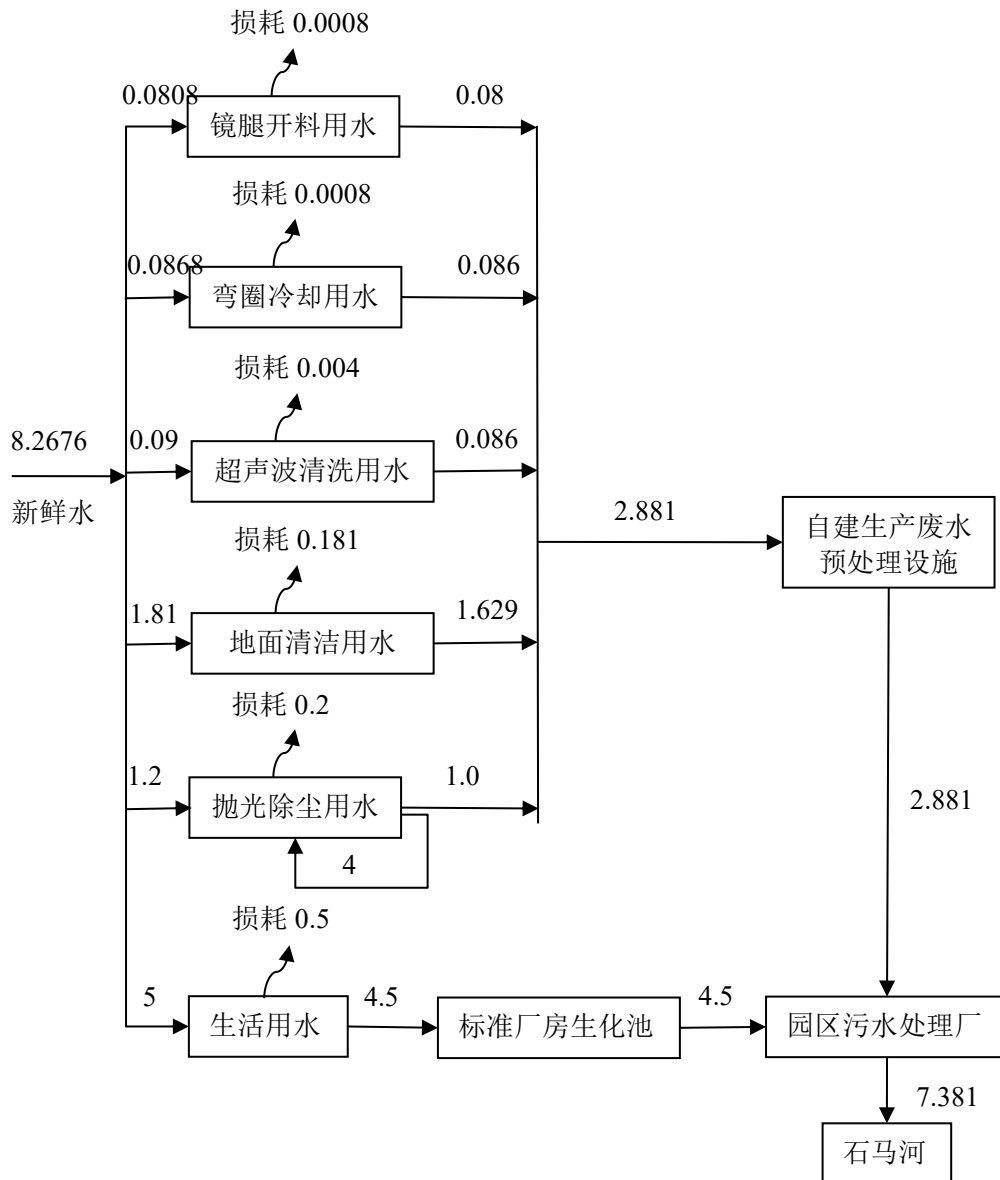 损耗 0.0008
0.0808
镜腿开料用水
0.08
损耗 0.0008
0.0868
弯圈冷却用水
0.086
损耗 0.004
8.2676
新鲜水
0.09
超声波清洗用水
0.086
2.881
自建生产废水
预处理设施
损耗 0.181
1.81
地面清洁用水
1.629
损耗 0.2
1.2
抛光除尘用水
1.0
4
2.881
损耗 0.5
5
生活用水
4.5
标准厂房生化池
4.5
园区污水处理厂
7.381
石马河